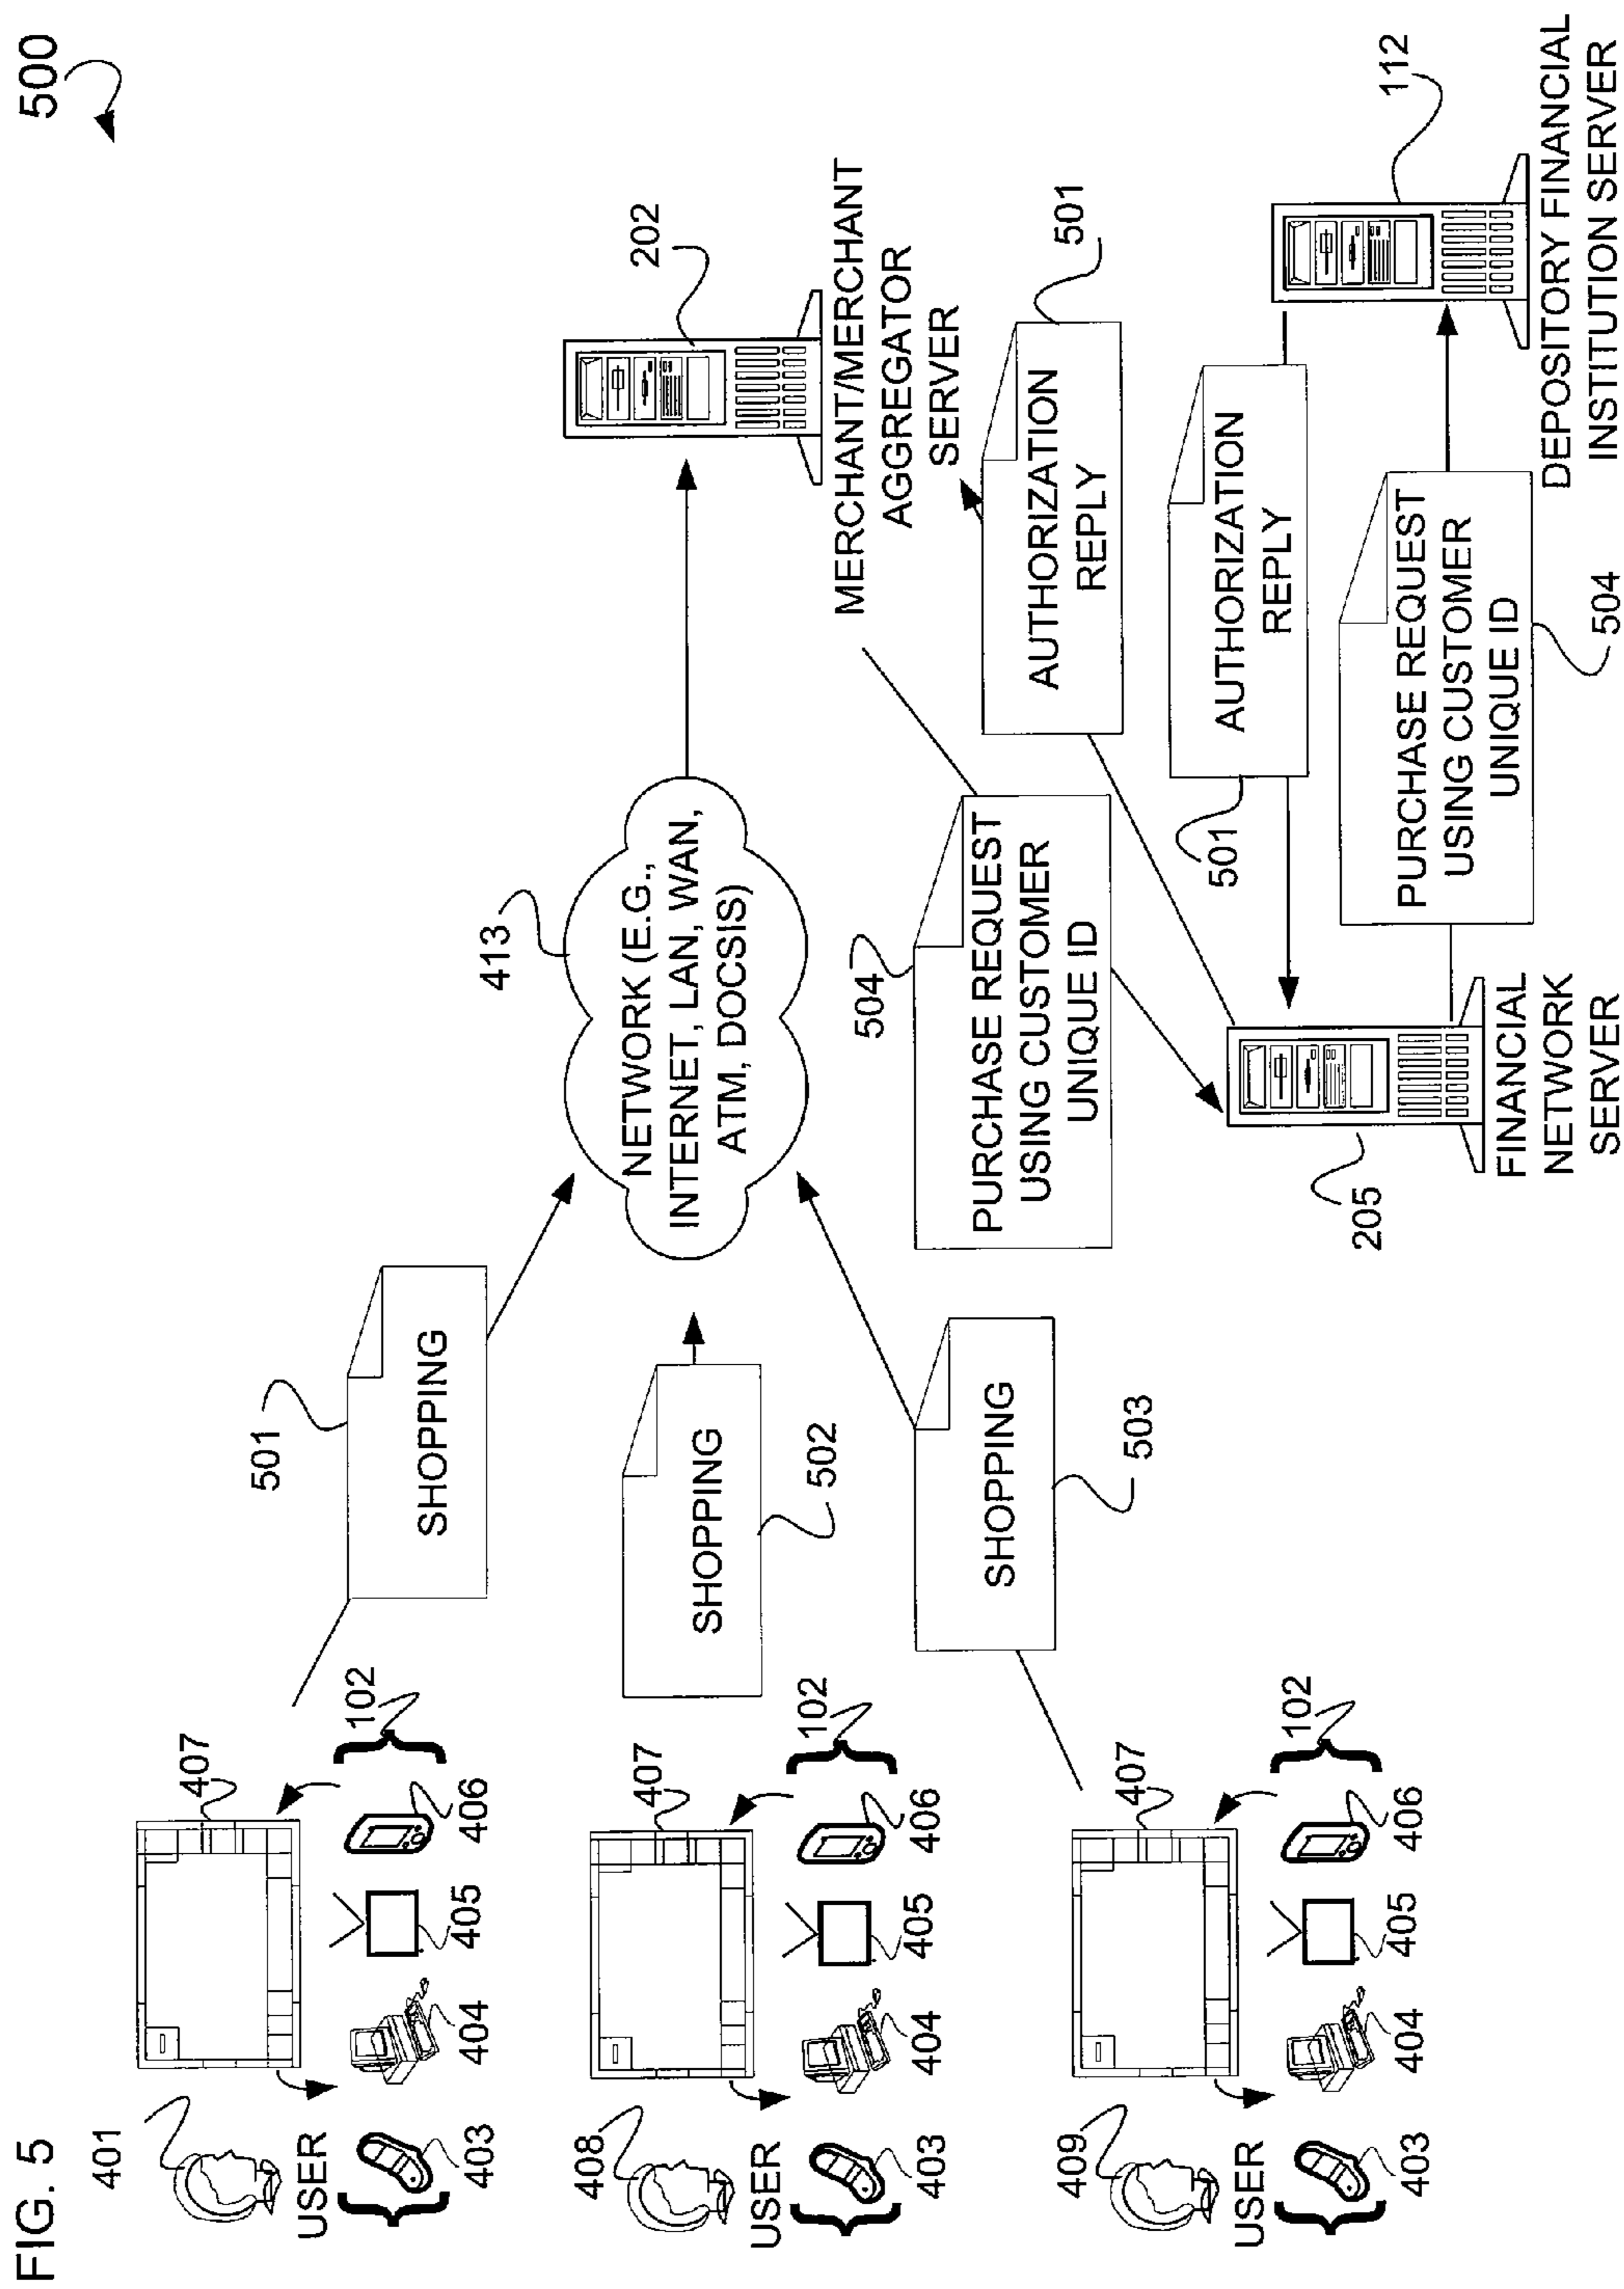 FIG. 5
500
401
USER
403
404
405
406
407
102
501
SHOPPING
408
USER
403
404
405
406
407
102
SHOPPING
502
409
USER
403
404
405
406
407
102
SHOPPING
503
413
NETWORK (E.G.,
INTERNET, LAN, WAN,
ATM, DOCSIS)
202
MERCHANT/MERCHANT
AGGREGATOR
SERVER
504
PURCHASE REQUEST
USING CUSTOMER
UNIQUE ID
501
AUTHORIZATION
REPLY
AUTHORIZATION
REPLY
501
205
FINANCIAL
NETWORK
SERVER
PURCHASE REQUEST
USING CUSTOMER
UNIQUE ID
504
112
DEPOSITORY FINANCIAL
INSTITUTION SERVER